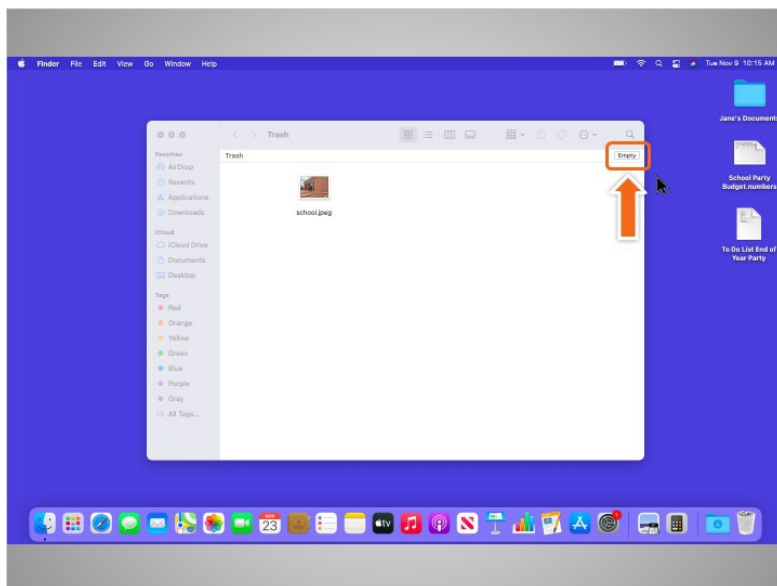 Finder File Edit View Go Window Help
Tue Nov 9 10:15 AM
Jane's Documents
School Party
Budget.numbers
To Do List End of
Year Party
Trash
Favorites
AirDrop
Recents
Applications
Downloads
iCloud
iCloud Drive
Documents
Desktop
Tags
Red
Orange
Yellow
Green
Blue
Purple
Gray
All Tags...
Trash
Empty
school.jpeg
23
tv